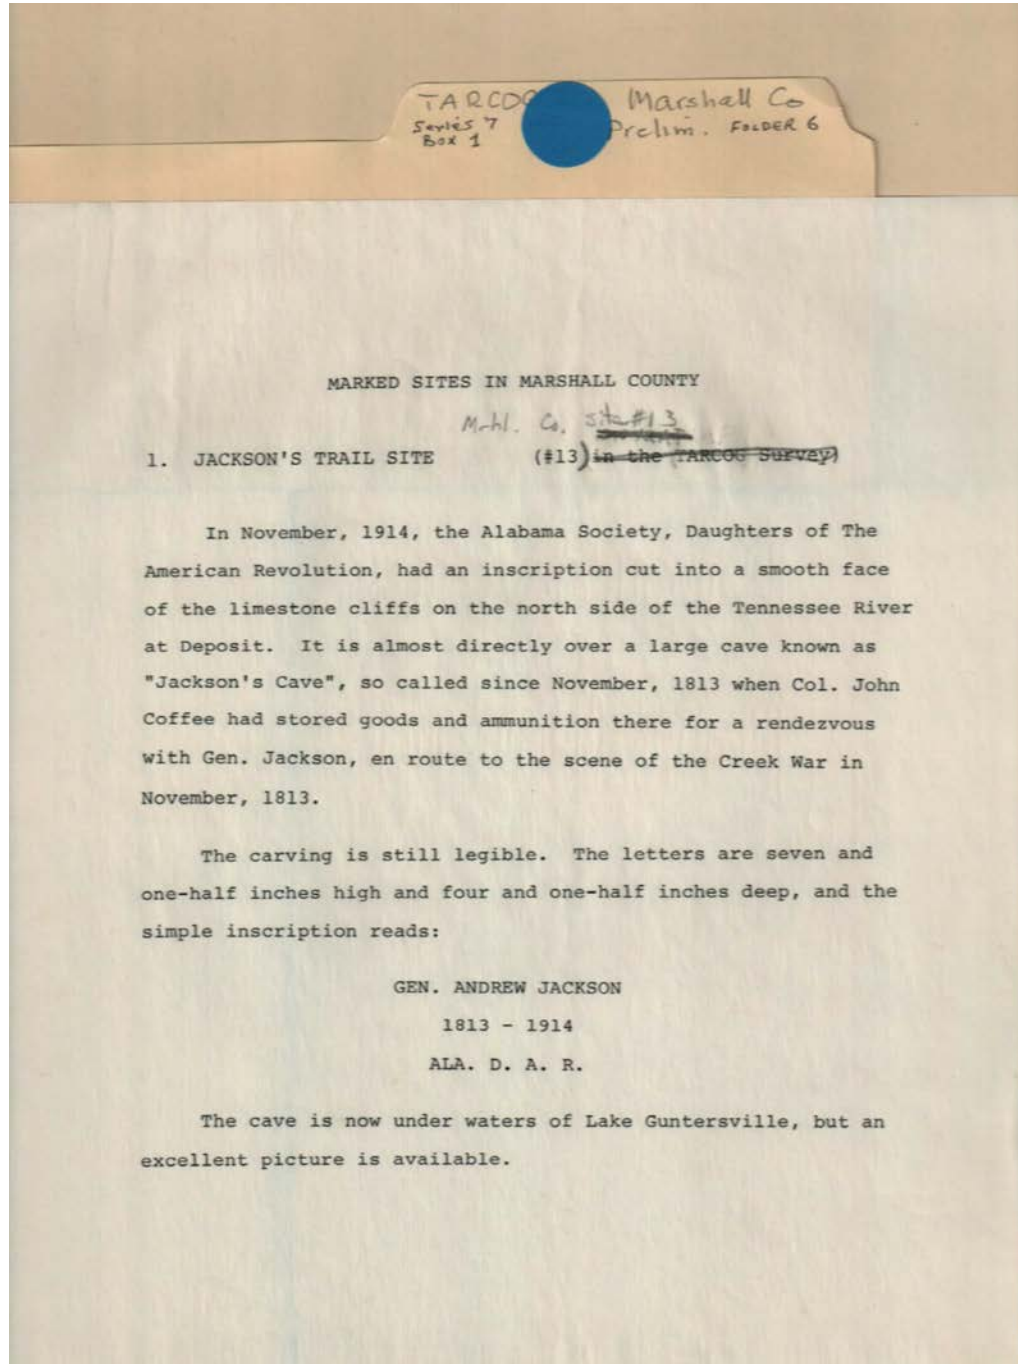 TARCOG Marshall Co
Series 7 Prelim. FOLDER 6
Box 1
MARKED SITES IN MARSHALL COUNTY
Mrhl. Co. Site #13
1. JACKSON'S TRAIL SITE (#13) in the TARCOG Survey)
In November, 1914, the Alabama Society, Daughters of The
American Revolution, had an inscription cut into a smooth face
of the limestone cliffs on the north side of the Tennessee River
at Deposit. It is almost directly over a large cave known as
"Jackson's Cave", so called since November, 1813 when Col. John
Coffee had stored goods and ammunition there for a rendezvous
with Gen. Jackson, en route to the scene of the Creek War in
November, 1813.
The carving is still legible. The letters are seven and
one-half inches high and four and one-half inches deep, and the
simple inscription reads:
GEN. ANDREW JACKSON
1813 - 1914
ALA. D. A. R.
The cave is now under waters of Lake Guntersville, but an
excellent picture is available.